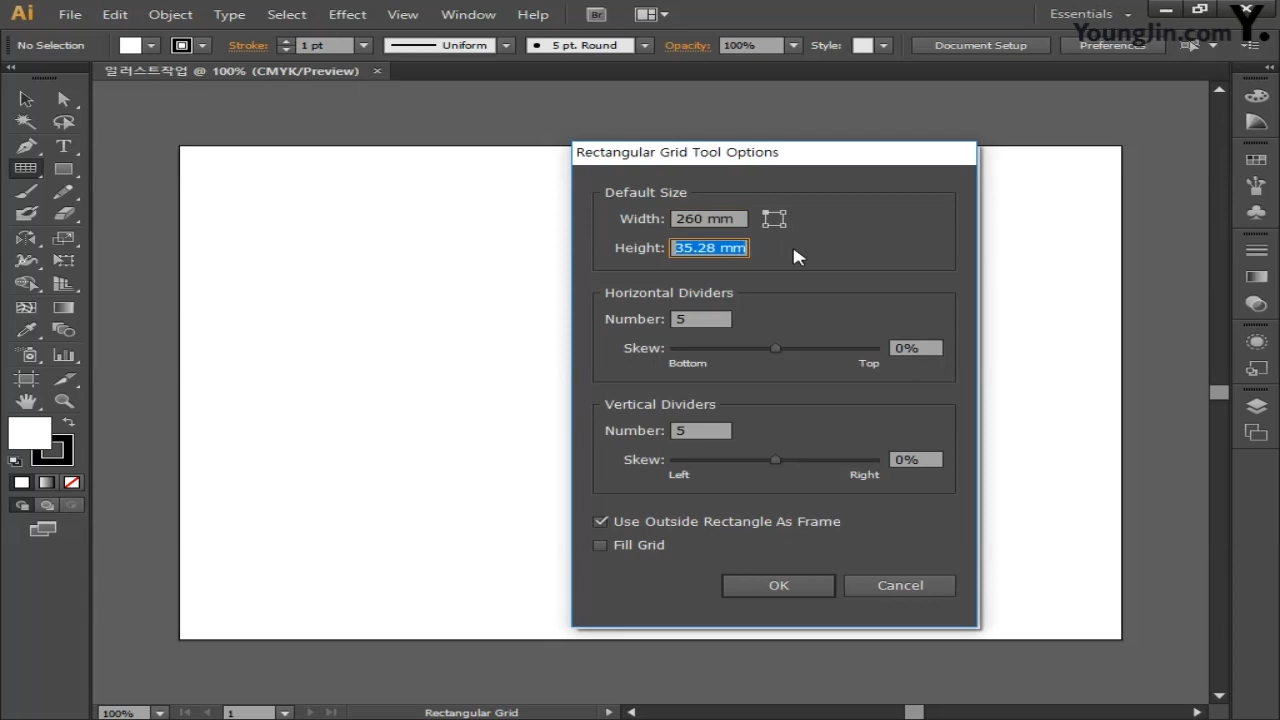 Ai File Edit Object Type Select Effect View Window Help Br Essentials
YoungJin.com Y.
No Selection Stroke: 1 pt Uniform 5 pt. Round Opacity: 100% Style: Document Setup Preferences
일러스트작업 @ 100% (CMYK/Preview) ×
Rectangular Grid Tool Options
Default Size
Width: 260 mm
Height: 35.28 mm
Horizontal Dividers
Number: 5
Skew: 0%
Bottom Top
Vertical Dividers
Number: 5
Skew: 0%
Left Right
Use Outside Rectangle As Frame
Fill Grid
OK Cancel
100% 1 Rectangular Grid